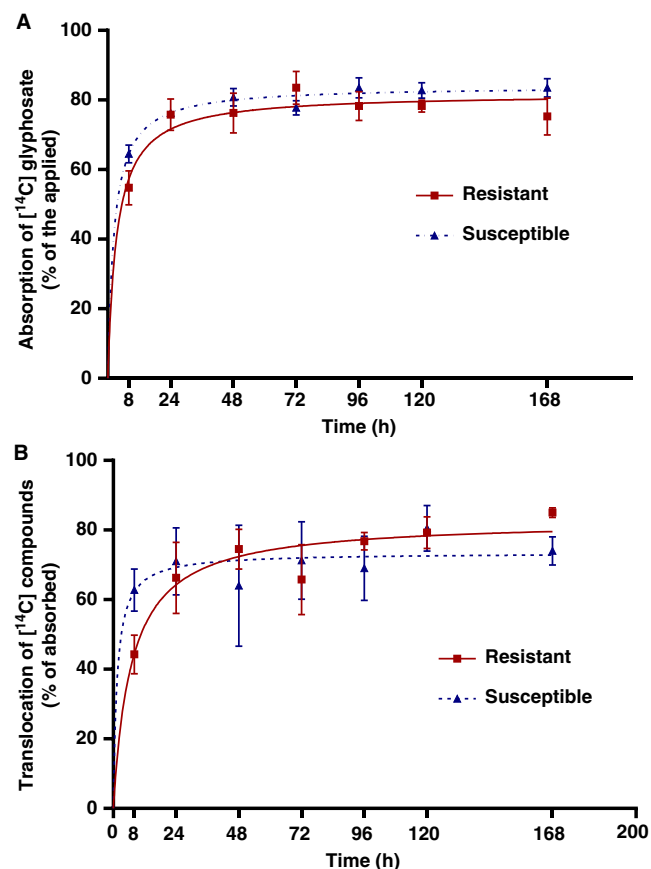 A
100
80
60
40
20
0
Absorption of [¹⁴C] glyphosate
(% of the applied)
Resistant
Susceptible
8 24 48 72 96 120 168
Time (h)
B
100
80
60
40
20
0
Translocation of [¹⁴C] compounds
(% of absorbed)
Resistant
Susceptible
0 8 24 48 72 96 120 168 200
Time (h)